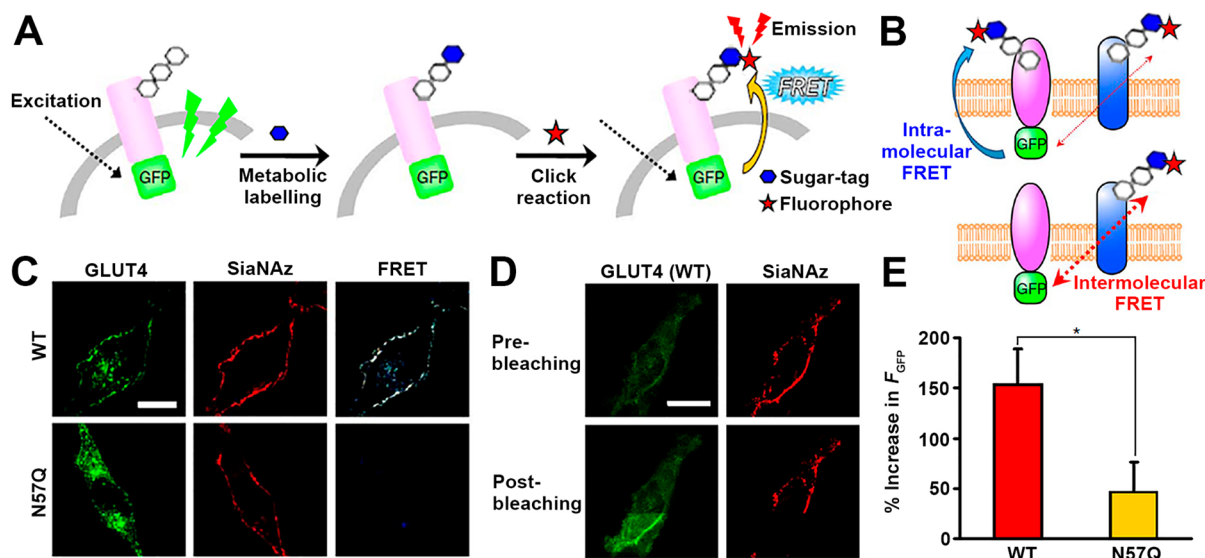 A
Excitation
GFP
Metabolic
labelling
GFP
Click
reaction
Emission
FRET
GFP
Sugar-tag
Fluorophore
B
Intra-
molecular
FRET
GFP
GFP
Intermolecular
FRET
C
GLUT4
SiaNAz
FRET
WT
N57Q
D
GLUT4 (WT)
SiaNAz
Pre-
bleaching
Post-
bleaching
E
% Increase in F_GFP
200
150
100
50
0
*
WT
N57Q